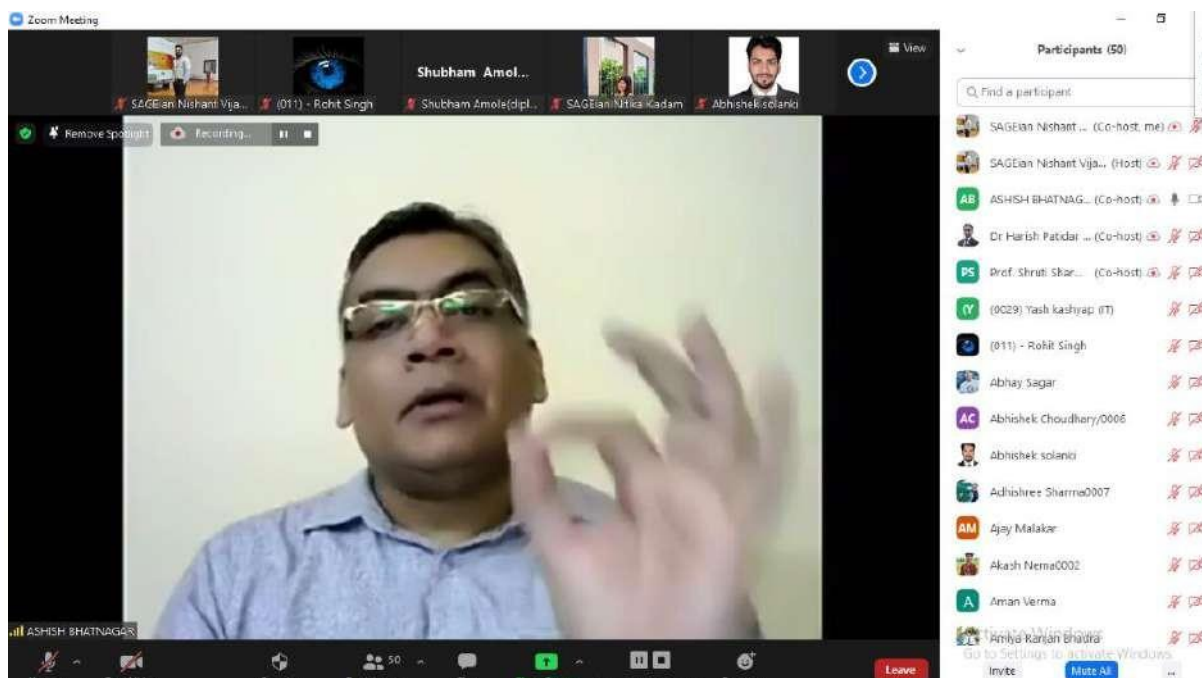 Zoom Meeting
View
Shubham Amol...
SAGEian Nishant Vija...
(011) - Rohit Singh
Shubham Amole(dipl...
SAGEian Nitika Kadam
Abhishek solanki
Remove Spotlight
Recording...
ASHISH BHATNAGAR
50
Leave
Participants (50)
Find a participant
SAGEian Nishant ... (Co-host, me)
SAGEian Nishant Vija... (Host)
AB ASHISH BHATNAG... (Co-host)
Dr Harish Patidar ... (Co-host)
PS Prof. Shruti Shar... (Co-host)
(Y (0029) Yash kashyap (IT)
(011) - Rohit Singh
Abhay Sagar
AC Abhishek Choudhary/0006
Abhishek solanki
Adhishree Sharma0007
AM Ajay Malakar
Akash Nema0002
A Aman Verma
Activate Windows
Amiya Ranjan Bhadra
Go to Settings to activate Windows.
Invite
Mute All
...